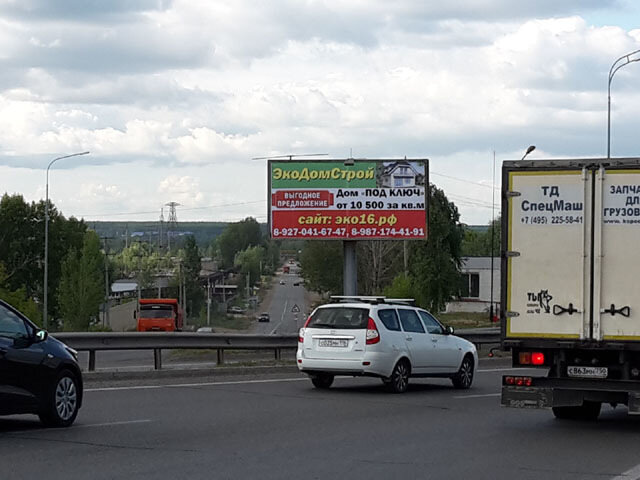 ЭкоДомСтрой
ВЫГОДНОЕ
ПРЕДЛОЖЕНИЕ
Дом "ПОД КЛЮЧ"
от 10 500 за кв.м
сайт: эко16.рф
8-927-041-67-47, 8-987-174-41-91
ТД
СпецМаш
+7 (495) 225-58-41
ЗАПЧА
ДЛ
ГРУЗОВ